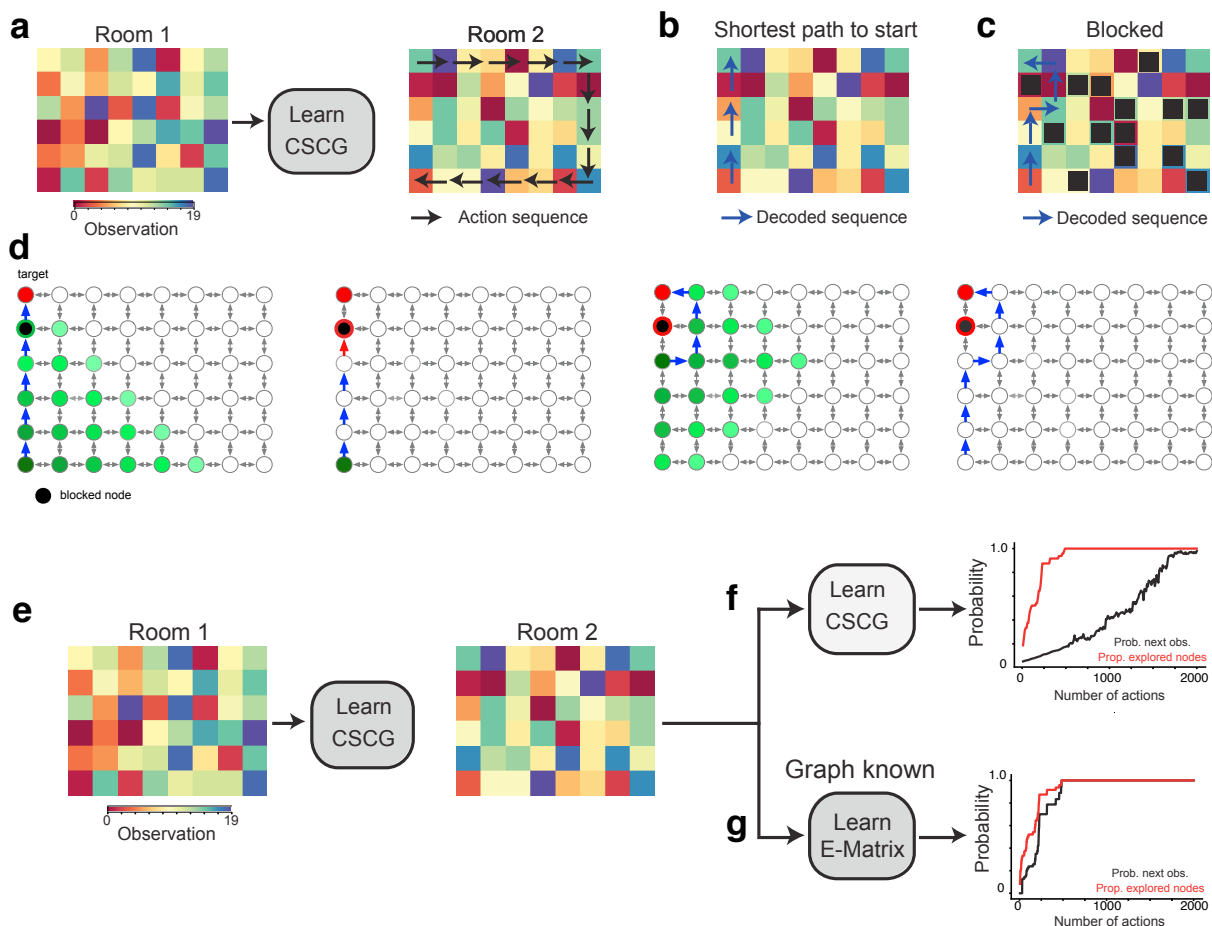 a
Room 1
Learn
CSCG
0
19
Observation
Room 2
Action sequence
b
Shortest path to start
Decoded sequence
c
Blocked
Decoded sequence
d
target
blocked node
e
Room 1
0
19
Observation
Learn
CSCG
Room 2
f
Learn
CSCG
Probability
1.0
0
Prob. next obs.
Prop. explored nodes
0
1000
2000
Number of actions
Graph known
g
Learn
E-Matrix
Probability
1.0
0
Prob. next obs.
Prop. explored nodes
0
1000
2000
Number of actions